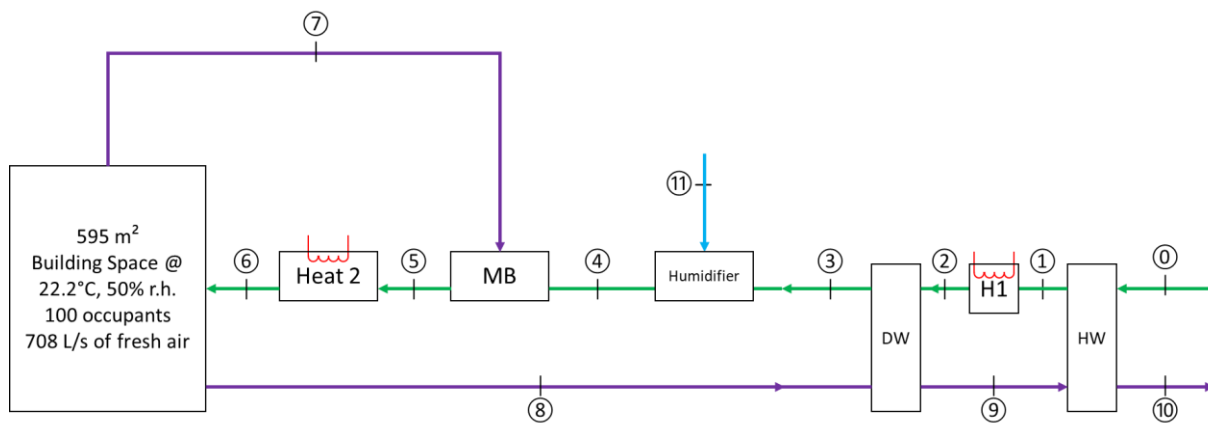 ⑦
595 m²
Building Space @
22.2°C, 50% r.h.
100 occupants
708 L/s of fresh air
⑥
Heat 2
⑤
MB
④
⑪
Humidifier
③
DW
②
H1
①
HW
⓪
⑧
⑨
⑩